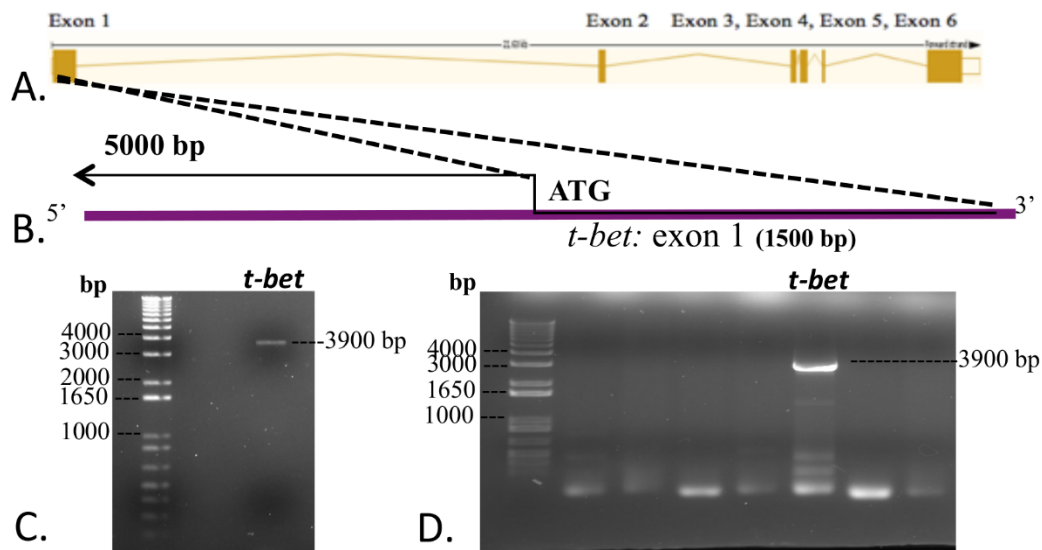 Exon 1 Exon 2 Exon 3, Exon 4, Exon 5, Exon 6
Forward strand
A.
5000 bp
ATG
5’ 3’
B.
t-bet: exon 1 (1500 bp)
bp t-bet
4000
3900 bp
3000
2000
1650
1000
C.
bp t-bet
4000
3900 bp
3000
1650
1000
D.